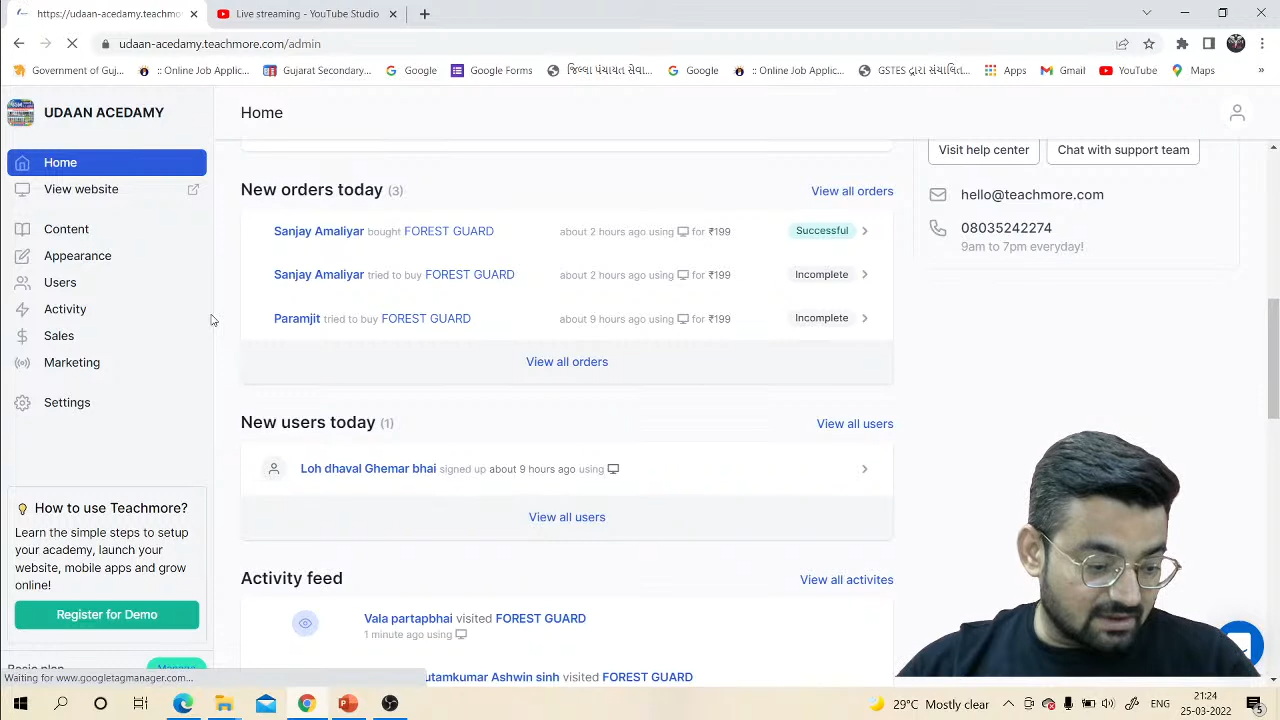 https://udaan-acedamy.teachmo
Live streaming - YouTube Studio
udaan-acedamy.teachmore.com/admin
Government of Guj...
:: Online Job Applic...
Gujarat Secondary...
Google
Google Forms
Google
:: Online Job Applic...
Apps
Gmail
YouTube
Maps
»
UDAAN ACEDAMY
Home
Home
View website
Content
Appearance
Users
Activity
Sales
Marketing
Settings
How to use Teachmore?
Learn the simple steps to setup
your academy, launch your
website, mobile apps and grow
online!
Register for Demo
Basic plan
Manage
Waiting for www.googletagmanager.com...
New orders today (3)
View all orders
Sanjay Amaliyar bought FOREST GUARD about 2 hours ago using for ₹199 Successful
Sanjay Amaliyar tried to buy FOREST GUARD about 2 hours ago using for ₹199 Incomplete
Paramjit tried to buy FOREST GUARD about 9 hours ago using for ₹199 Incomplete
View all orders
New users today (1)
View all users
Loh dhaval Ghemar bhai signed up about 9 hours ago using
View all users
Activity feed
View all activites
Vala partapbhai visited FOREST GUARD
1 minute ago using
utamkumar Ashwin sinh visited FOREST GUARD
Visit help center
Chat with support team
hello@teachmore.com
08035242274
9am to 7pm everyday!
29°C Mostly clear
ENG
21:24
25-03-2022
5